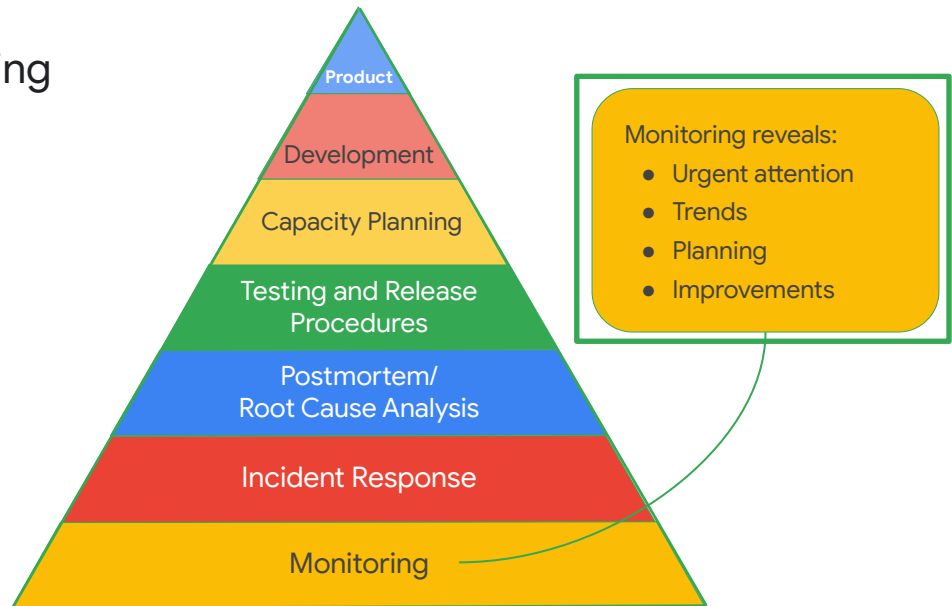 ing
Product
Development
Capacity Planning
Testing and Release
Procedures
Postmortem/
Root Cause Analysis
Incident Response
Monitoring
Monitoring reveals:
● Urgent attention
● Trends
● Planning
● Improvements